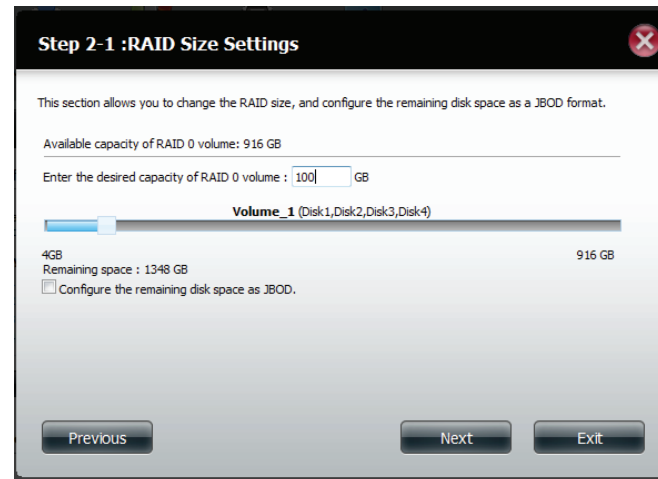 Step 2-1 :RAID Size Settings
This section allows you to change the RAID size, and configure the remaining disk space as a JBOD format.
Available capacity of RAID 0 volume: 916 GB
Enter the desired capacity of RAID 0 volume : 100 GB
Volume_1 (Disk1,Disk2,Disk3,Disk4)
4GB 916 GB
Remaining space : 1348 GB
Configure the remaining disk space as JBOD.
Previous Next Exit